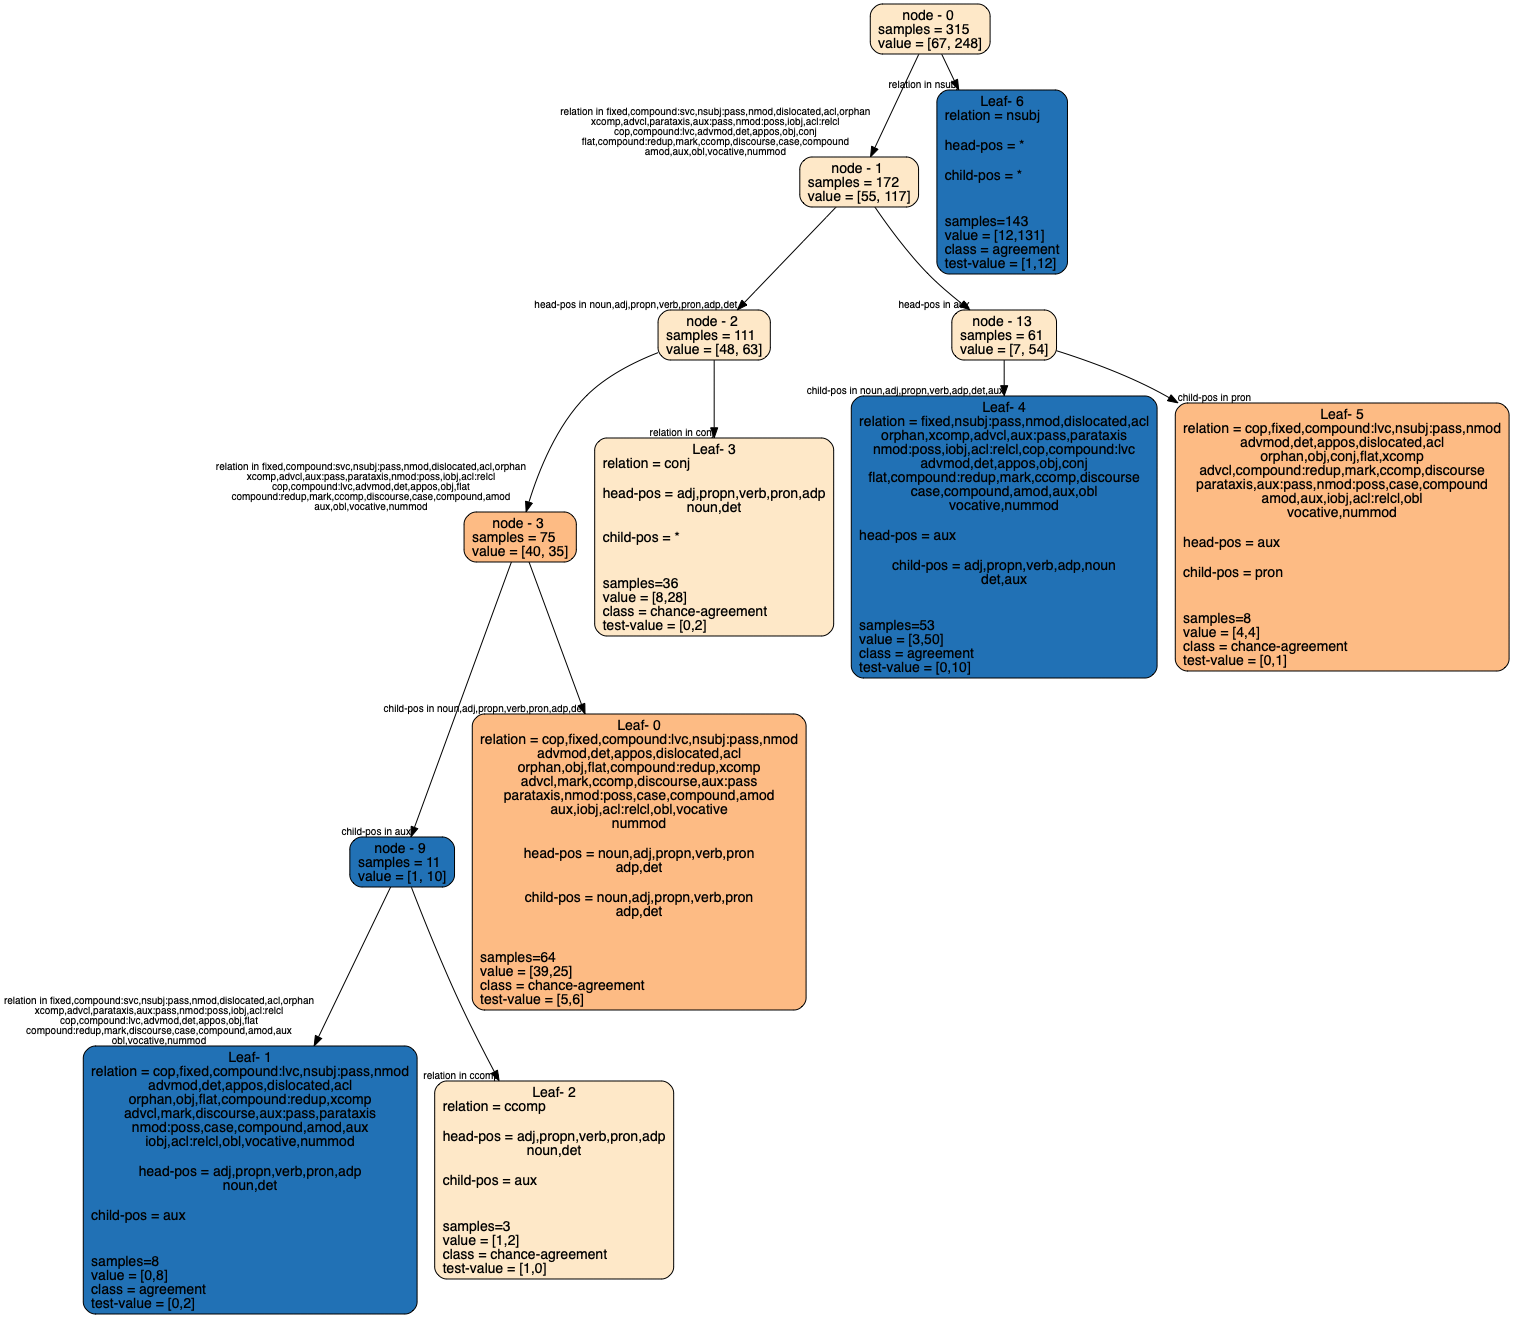 node - 0
samples = 315
value = [67, 248]
relation in nsubj
Leaf- 6
relation = nsubj
head-pos = *
child-pos = *
samples=143
value = [12,131]
class = agreement
test-value = [1,12]
relation in fixed,compound:svc,nsubj:pass,nmod,dislocated,acl,orphan
xcomp,advcl,parataxis,aux:pass,nmod:poss,iobj,acl:relcl
cop,compound:lvc,advmod,det,appos,obj,conj
flat,compound:redup,mark,ccomp,discourse,case,compound
amod,aux,obl,vocative,nummod
node - 1
samples = 172
value = [55, 117]
head-pos in noun,adj,propn,verb,pron,adp,det
node - 2
samples = 111
value = [48, 63]
head-pos in aux
node - 13
samples = 61
value = [7, 54]
relation in conj
Leaf- 3
relation = conj
head-pos = adj,propn,verb,pron,adp
noun,det
child-pos = *
samples=36
value = [8,28]
class = chance-agreement
test-value = [0,2]
child-pos in noun,adj,propn,verb,adp,det,aux
Leaf- 4
relation = fixed,nsubj:pass,nmod,dislocated,acl
orphan,xcomp,advcl,aux:pass,parataxis
nmod:poss,iobj,acl:relcl,cop,compound:lvc
advmod,det,appos,obj,conj
flat,compound:redup,mark,ccomp,discourse
case,compound,amod,aux,obl
vocative,nummod
head-pos = aux
child-pos = adj,propn,verb,adp,noun
det,aux
samples=53
value = [3,50]
class = agreement
test-value = [0,10]
child-pos in pron
Leaf- 5
relation = cop,fixed,compound:lvc,nsubj:pass,nmod
advmod,det,appos,dislocated,acl
orphan,obj,conj,flat,xcomp
advcl,compound:redup,mark,ccomp,discourse
parataxis,aux:pass,nmod:poss,case,compound
amod,aux,iobj,acl:relcl,obl
vocative,nummod
head-pos = aux
child-pos = pron
samples=8
value = [4,4]
class = chance-agreement
test-value = [0,1]
relation in fixed,compound:svc,nsubj:pass,nmod,dislocated,acl,orphan
xcomp,advcl,aux:pass,parataxis,nmod:poss,iobj,acl:relcl
cop,compound:lvc,advmod,det,appos,obj,flat
compound:redup,mark,ccomp,discourse,case,compound,amod
aux,obl,vocative,nummod
node - 3
samples = 75
value = [40, 35]
child-pos in noun,adj,propn,verb,pron,adp,det
Leaf- 0
relation = cop,fixed,compound:lvc,nsubj:pass,nmod
advmod,det,appos,dislocated,acl
orphan,obj,flat,compound:redup,xcomp
advcl,mark,ccomp,discourse,aux:pass
parataxis,nmod:poss,case,compound,amod
aux,iobj,acl:relcl,obl,vocative
nummod
head-pos = noun,adj,propn,verb,pron
adp,det
child-pos = noun,adj,propn,verb,pron
adp,det
samples=64
value = [39,25]
class = chance-agreement
test-value = [5,6]
child-pos in aux
node - 9
samples = 11
value = [1, 10]
relation in fixed,compound:svc,nsubj:pass,nmod,dislocated,acl,orphan
xcomp,advcl,parataxis,aux:pass,nmod:poss,iobj,acl:relcl
cop,compound:lvc,advmod,det,appos,obj,flat
compound:redup,mark,discourse,case,compound,amod,aux
obl,vocative,nummod
Leaf- 1
relation = cop,fixed,compound:lvc,nsubj:pass,nmod
advmod,det,appos,dislocated,acl
orphan,obj,flat,compound:redup,xcomp
advcl,mark,discourse,aux:pass,parataxis
nmod:poss,case,compound,amod,aux
iobj,acl:relcl,obl,vocative,nummod
head-pos = adj,propn,verb,pron,adp
noun,det
child-pos = aux
samples=8
value = [0,8]
class = agreement
test-value = [0,2]
relation in ccomp
Leaf- 2
relation = ccomp
head-pos = adj,propn,verb,pron,adp
noun,det
child-pos = aux
samples=3
value = [1,2]
class = chance-agreement
test-value = [1,0]